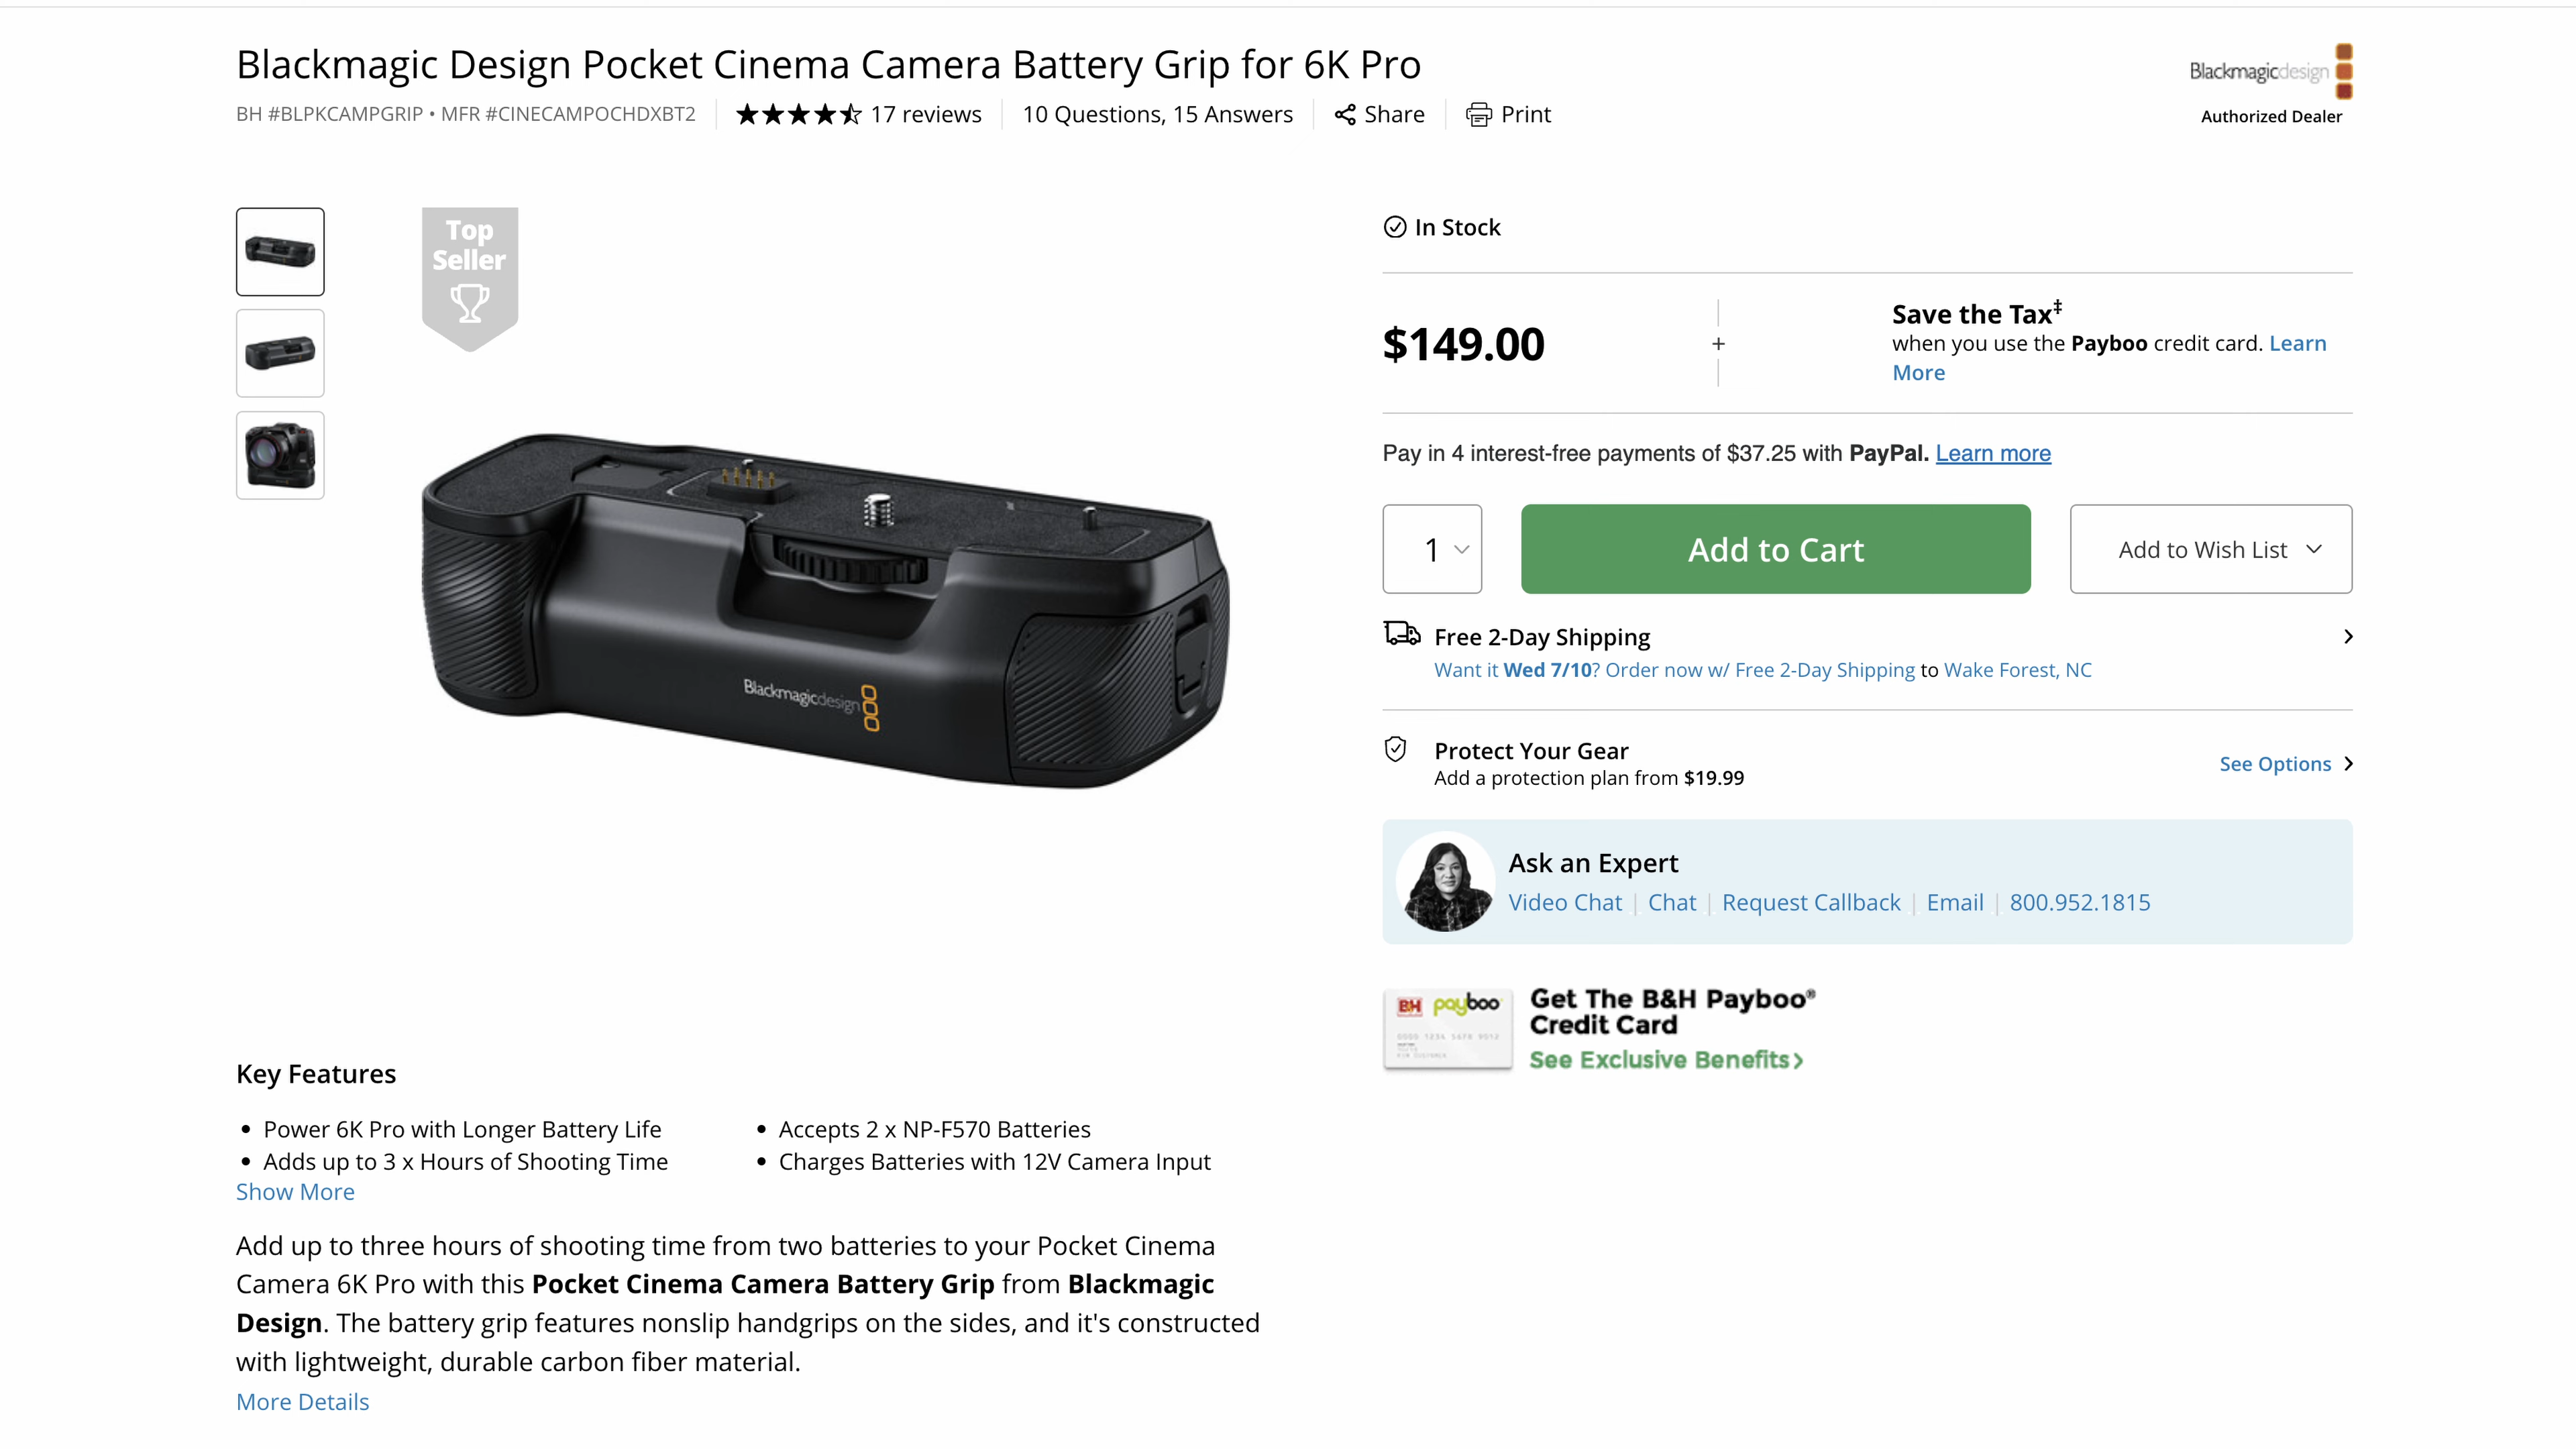 Blackmagic Design Pocket Cinema Camera Battery Grip for 6K Pro
BH #BLPKCAMPGRIP • MFR #CINECAMPOCHDXBT2
17 reviews
10 Questions, 15 Answers
Share
Print
Blackmagicdesign
Authorized Dealer
Top
Seller
Blackmagicdesign
In Stock
$149.00
+
Save the Tax‡
when you use the Payboo credit card. Learn
More
Pay in 4 interest-free payments of $37.25 with PayPal. Learn more
1
Add to Cart
Add to Wish List
Free 2-Day Shipping
Want it Wed 7/10? Order now w/ Free 2-Day Shipping to Wake Forest, NC
Protect Your Gear
Add a protection plan from $19.99
See Options
Ask an Expert
Video Chat | Chat | Request Callback | Email | 800.952.1815
BH payboo
Get The B&H Payboo®
Credit Card
See Exclusive Benefits
Key Features
• Power 6K Pro with Longer Battery Life
• Adds up to 3 x Hours of Shooting Time
• Accepts 2 x NP-F570 Batteries
• Charges Batteries with 12V Camera Input
Show More
Add up to three hours of shooting time from two batteries to your Pocket Cinema
Camera 6K Pro with this Pocket Cinema Camera Battery Grip from Blackmagic
Design. The battery grip features nonslip handgrips on the sides, and it's constructed
with lightweight, durable carbon fiber material.
More Details